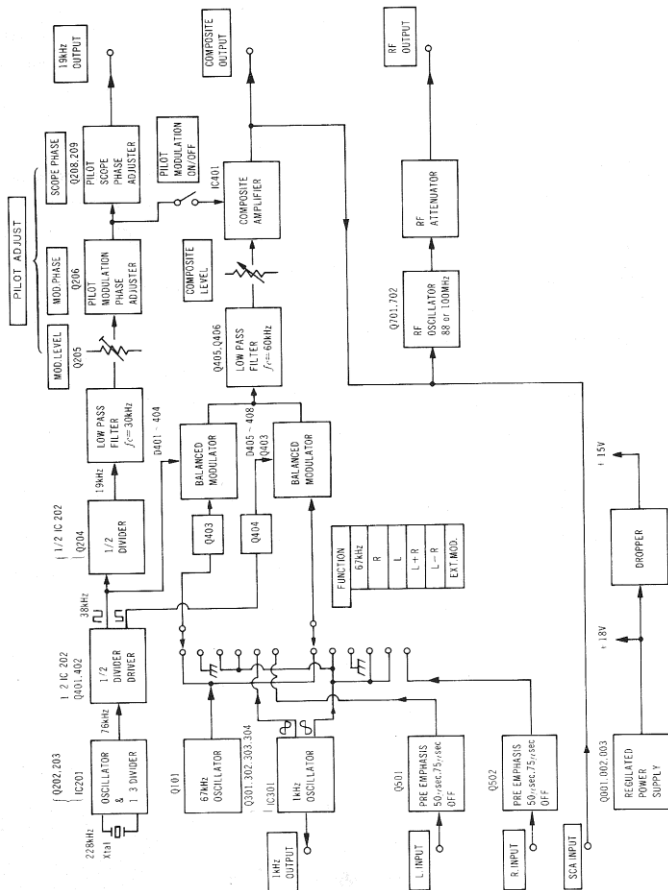 PILOT ADJUST
MOD.LEVEL
MOD.PHASE
SCOPE PHASE
228kHz
Xtal
Q202.203
IC201
OSCILLATOR
&
1 3 DIVIDER
76kHz
1 2 IC 202
Q401.402
1/2
DIVIDER
DRIVER
38kHz
1/2 IC 202
Q204
1/2
DIVIDER
19kHz
LOW PASS
FILTER
fc=30kHz
Q205
Q206
PILOT
MODULATION
PHASE
ADJUSTER
Q208.209
PILOT
SCOPE
PHASE
ADJUSTER
19kHz
OUTPUT
PILOT
MODULATION
ON/OFF
D401~404
BALANCED
MODULATOR
Q403
Q404
D405~408
Q403
BALANCED
MODULATOR
Q405.Q406
LOW PASS
FILTER
fc=60kHz
COMPOSITE
LEVEL
IC401
COMPOSITE
AMPLIFIER
COMPOSITE
OUTPUT
Q101
67kHz
OSCILLATOR
Q301.302.303.304
IC301
1kHz
OSCILLATOR
1kHz
OUTPUT
FUNCTION
67kHz
R
L
L+R
L-R
EXT.MOD.
Q701.702
RF
OSCILLATOR
88 or 100MHz
RF
ATTENUATOR
RF
OUTPUT
Q501
PRE EMPHASIS
50μsec.75μsec
OFF
L.INPUT
Q502
PRE EMPHASIS
50μsec.75μsec
OFF
R.INPUT
SCA INPUT
Q001.002.003
REGULATED
POWER
SUPPLY
+18V
DROPPER
+15V